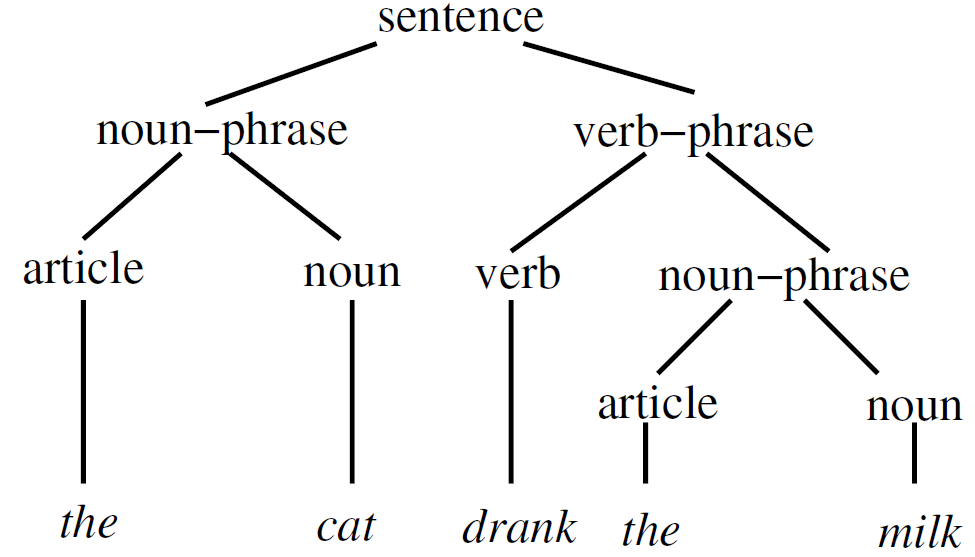 sentence
noun−phrase verb−phrase
article noun verb noun−phrase
article noun
the cat drank the milk